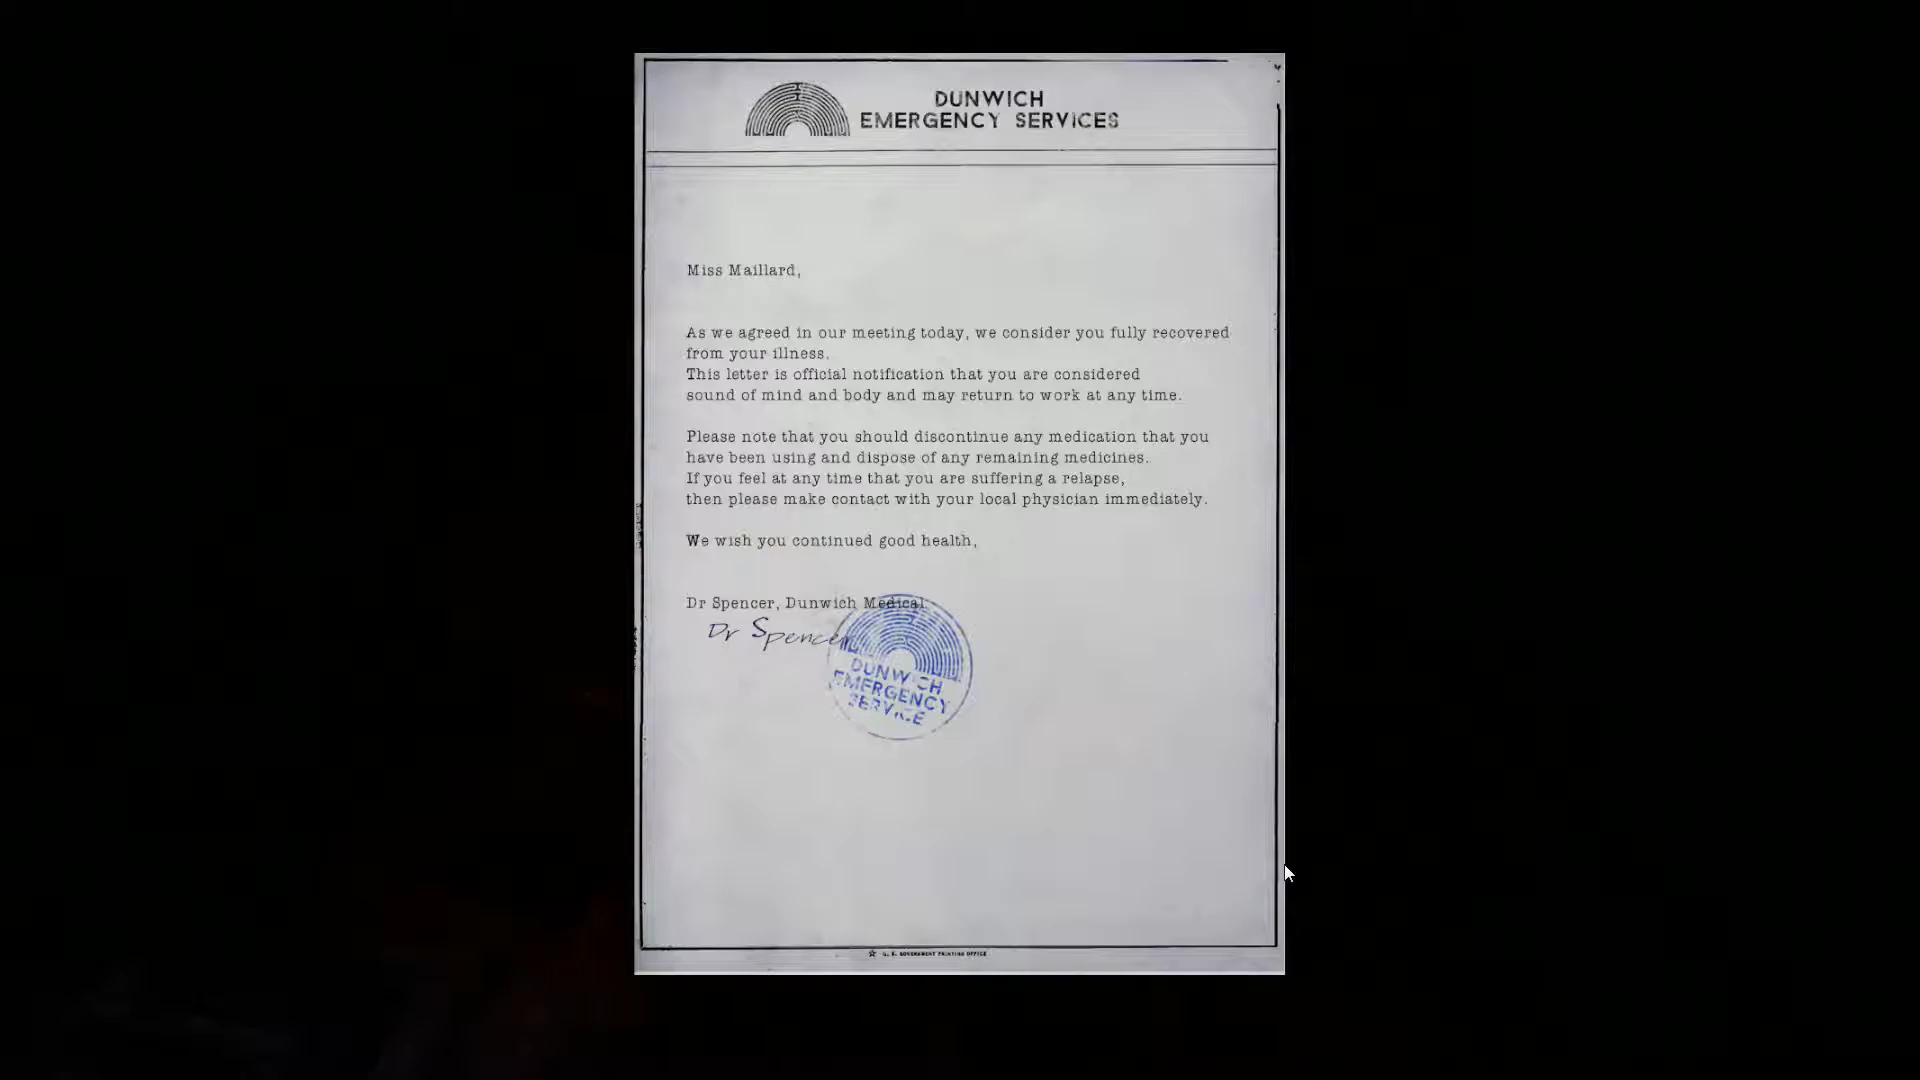 DUNWICH
EMERGENCY SERVICES
Miss Maillard,
As we agreed in our meeting today, we consider you fully recovered
from your illness.
This letter is official notification that you are considered
sound of mind and body and may return to work at any time.
Please note that you should discontinue any medication that you
have been using and dispose of any remaining medicines.
If you feel at any time that you are suffering a relapse,
then please make contact with your local physician immediately.
We wish you continued good health,
Dr Spencer, Dunwich Medical
Dr Spencer
DUNWICH
EMERGENCY
SERVICE
GOVERNMENT PRINTING OFFICE